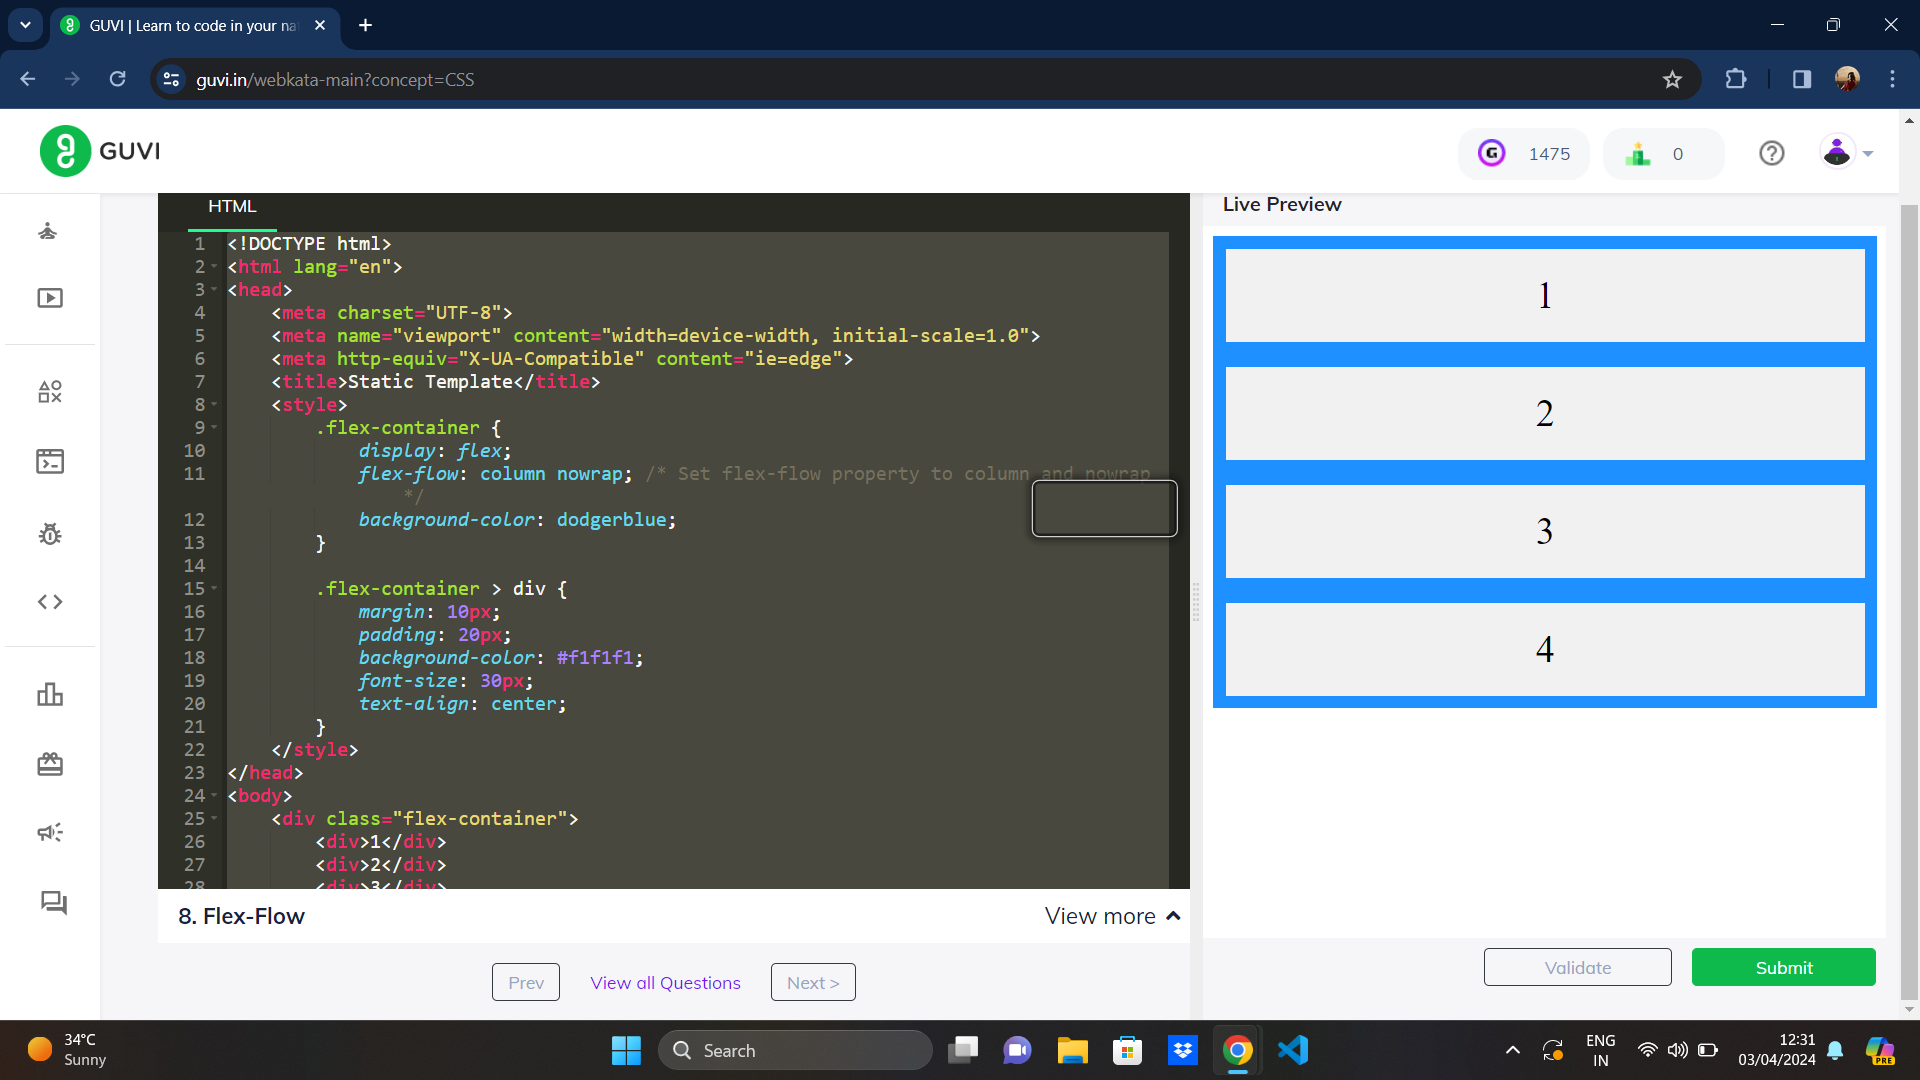 GUVI | Learn to code in your na
guvi.in/webkata-main?concept=CSS
GUVI
1475
0
HTML
1 <!DOCTYPE html>
2 <html lang="en">
3 <head>
4 <meta charset="UTF-8">
5 <meta name="viewport" content="width=device-width, initial-scale=1.0">
6 <meta http-equiv="X-UA-Compatible" content="ie=edge">
7 <title>Static Template</title>
8 <style>
9 .flex-container {
10 display: flex;
11 flex-flow: column nowrap; /* Set flex-flow property to column and nowrap
*/
12 background-color: dodgerblue;
13 }
14
15 .flex-container > div {
16 margin: 10px;
17 padding: 20px;
18 background-color: #f1f1f1;
19 font-size: 30px;
20 text-align: center;
21 }
22 </style>
23 </head>
24 <body>
25 <div class="flex-container">
26 <div>1</div>
27 <div>2</div>
28 <div>3</div>
8. Flex-Flow
View more
Prev
View all Questions
Next >
Live Preview
1
2
3
4
Validate
Submit
34°C
Sunny
Search
ENG
IN
12:31
03/04/2024
PRE